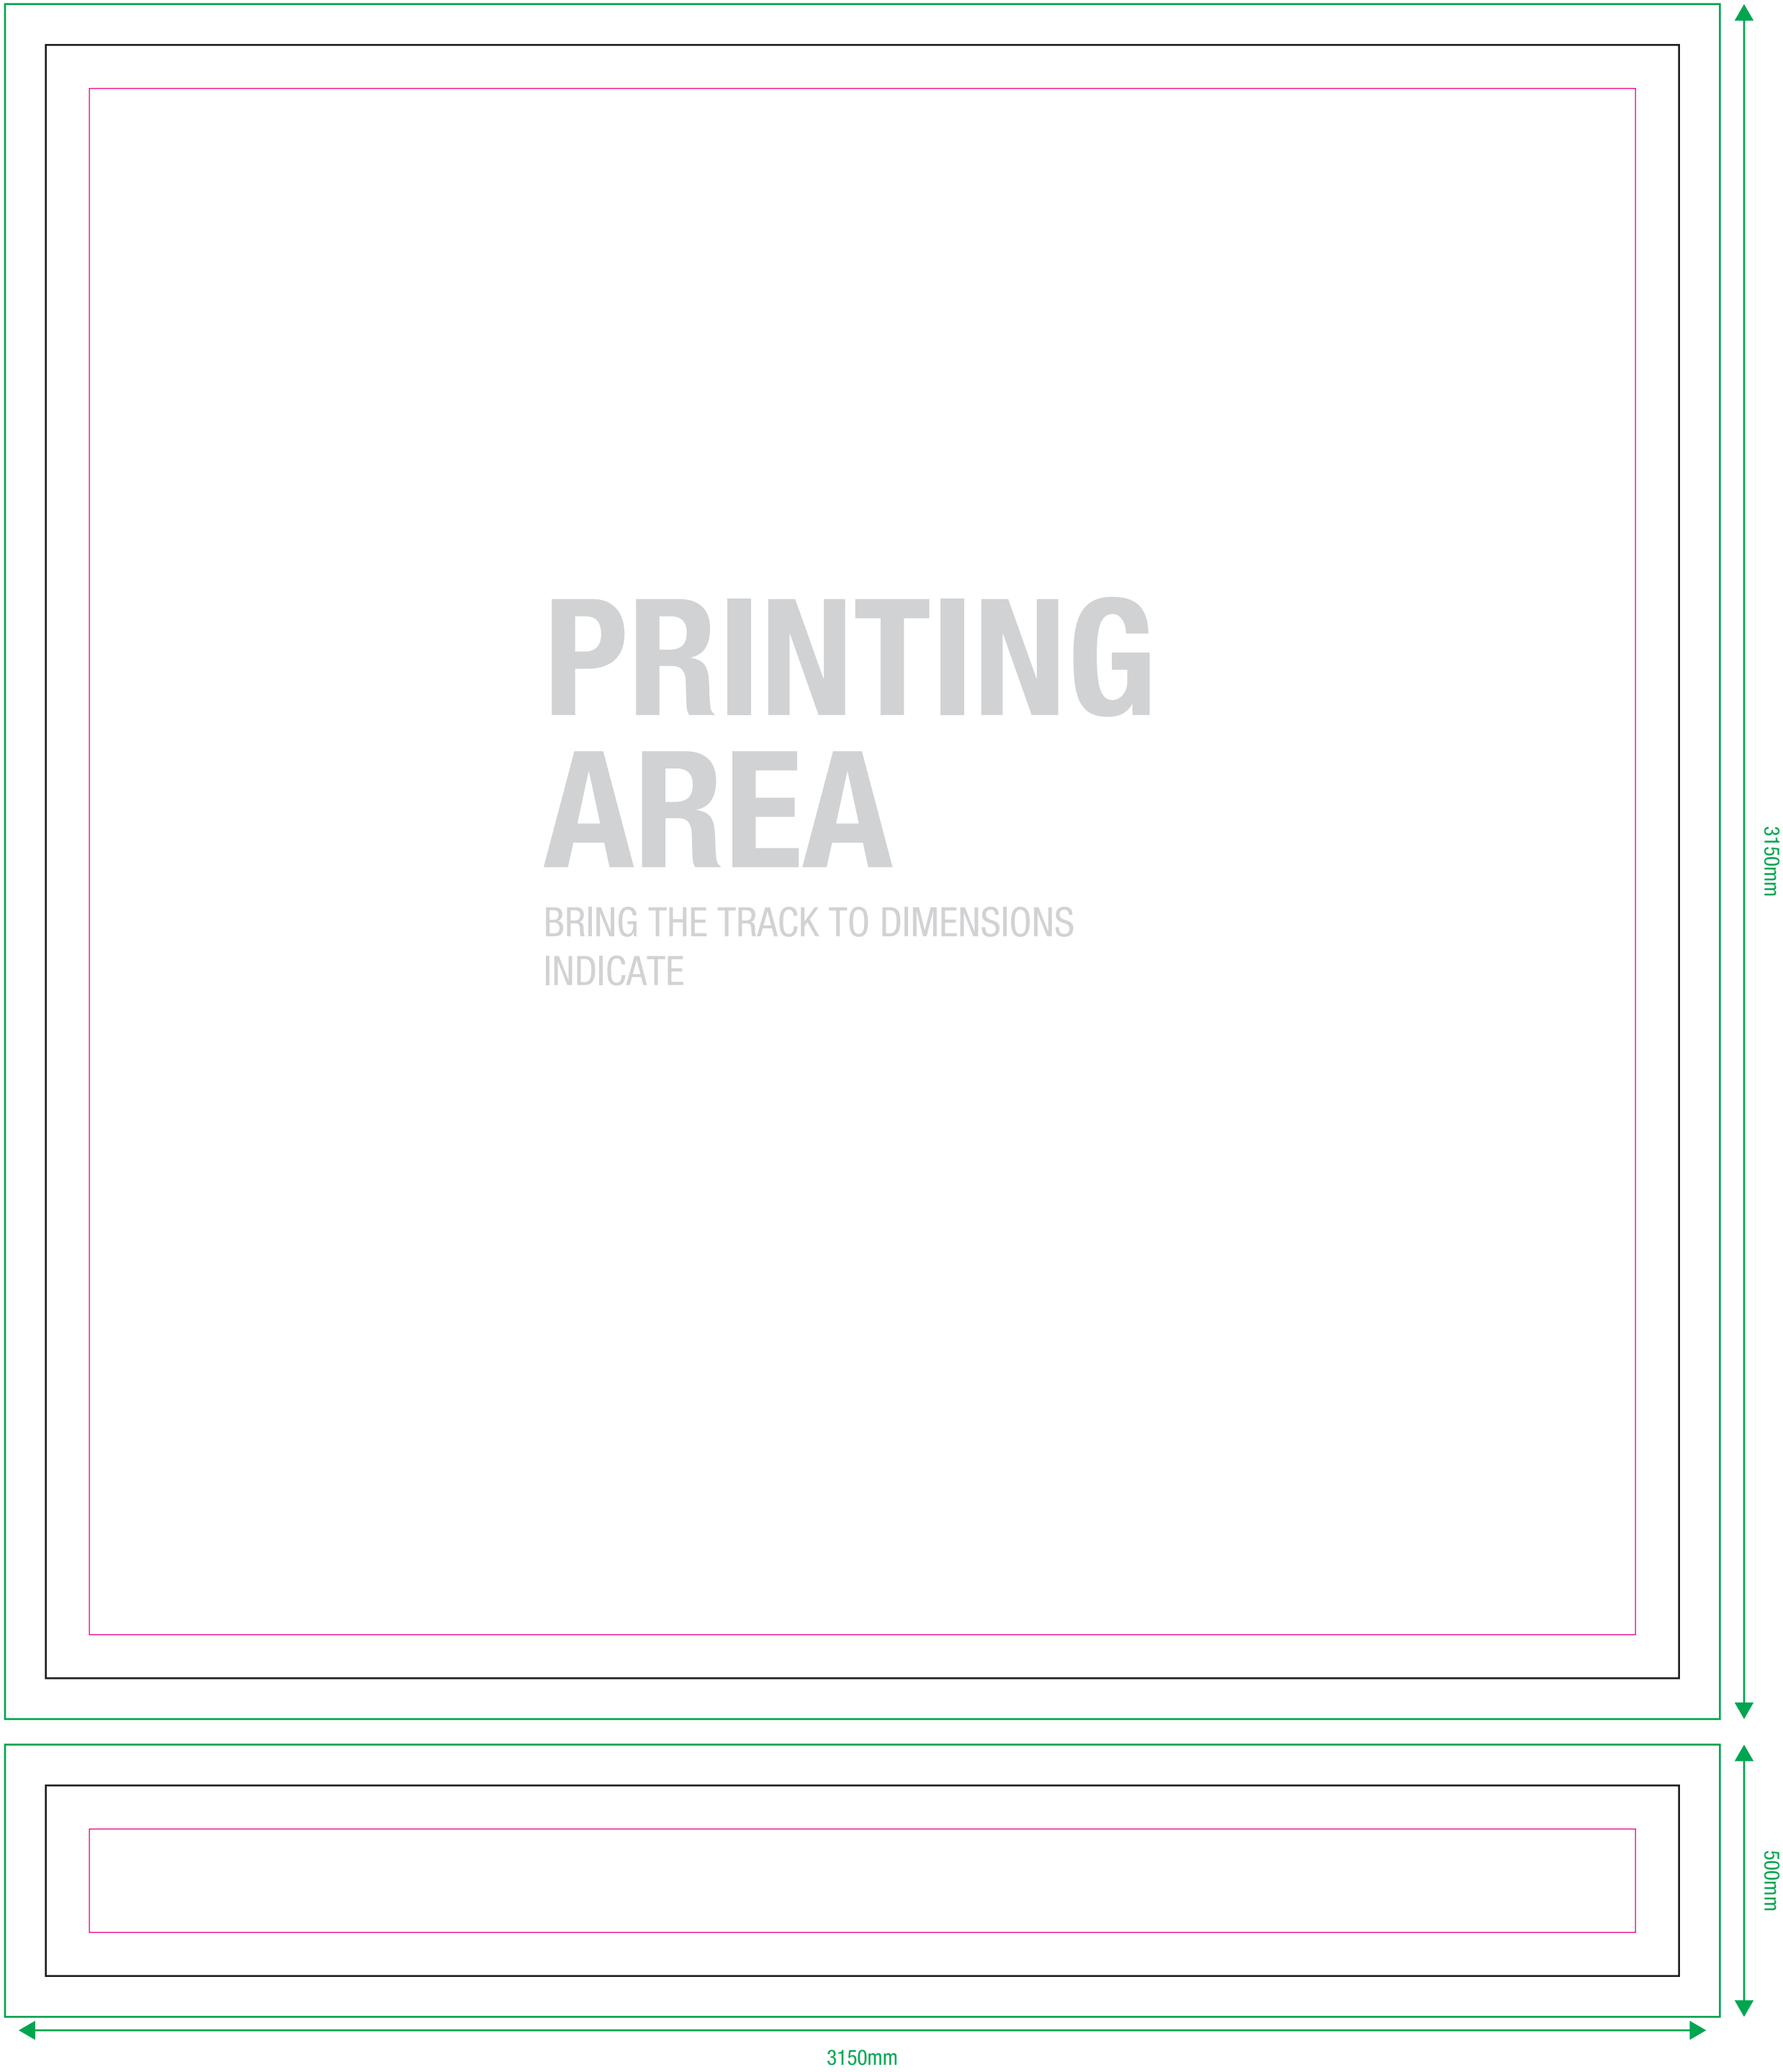 PRINTING
AREA
BRING THE TRACK TO DIMENSIONS
INDICATE
3150mm
500mm
3150mm